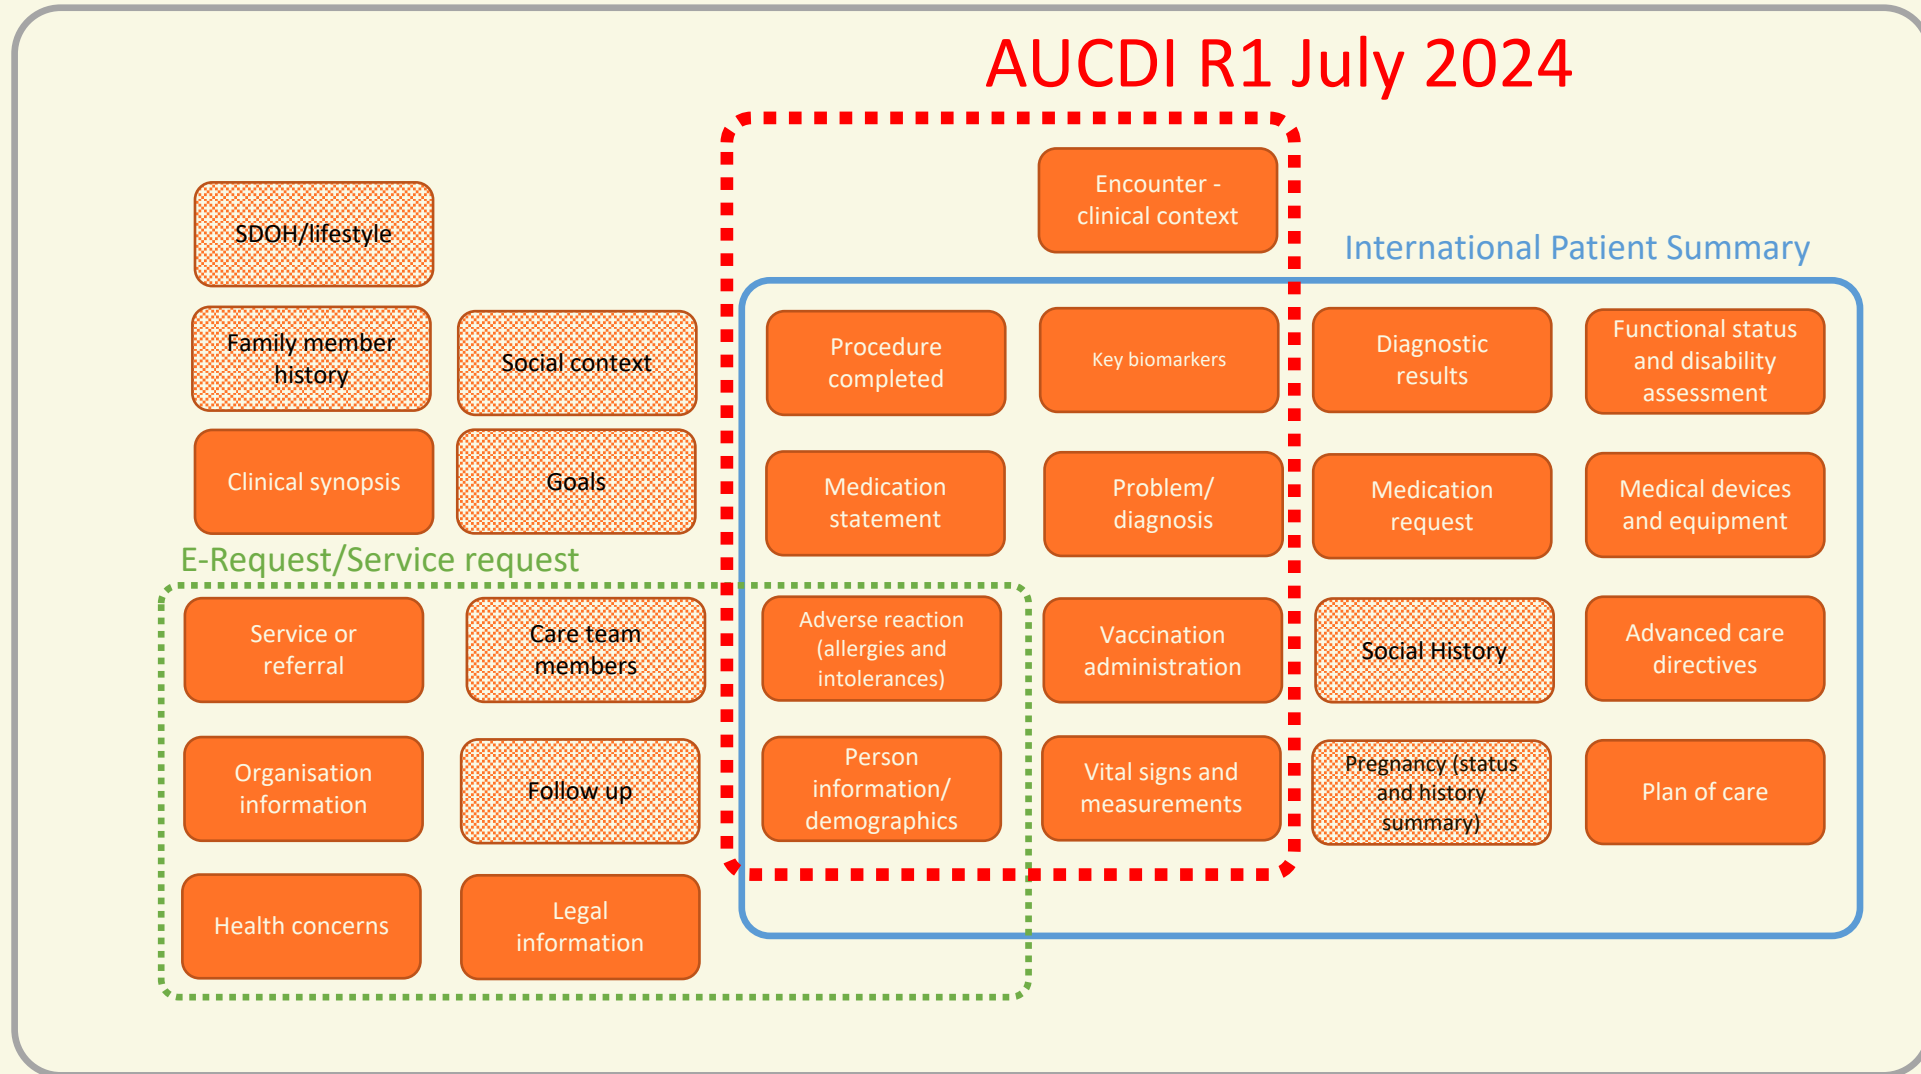 AUCDI R1 July 2024
Encounter -
clinical context
SDOH/lifestyle
International Patient Summary
Family member
history
Social context
Procedure
completed
Key biomarkers
Diagnostic
results
Functional status
and disability
assessment
Clinical synopsis
Goals
Medication
statement
Problem/
diagnosis
Medication
request
Medical devices
and equipment
E-Request/Service request
Service or
referral
Care team
members
Adverse reaction
(allergies and
intolerances)
Vaccination
administration
Social History
Advanced care
directives
Organisation
information
Follow up
Person
information/
demographics
Vital signs and
measurements
Pregnancy (status
and history
summary)
Plan of care
Health concerns
Legal
information